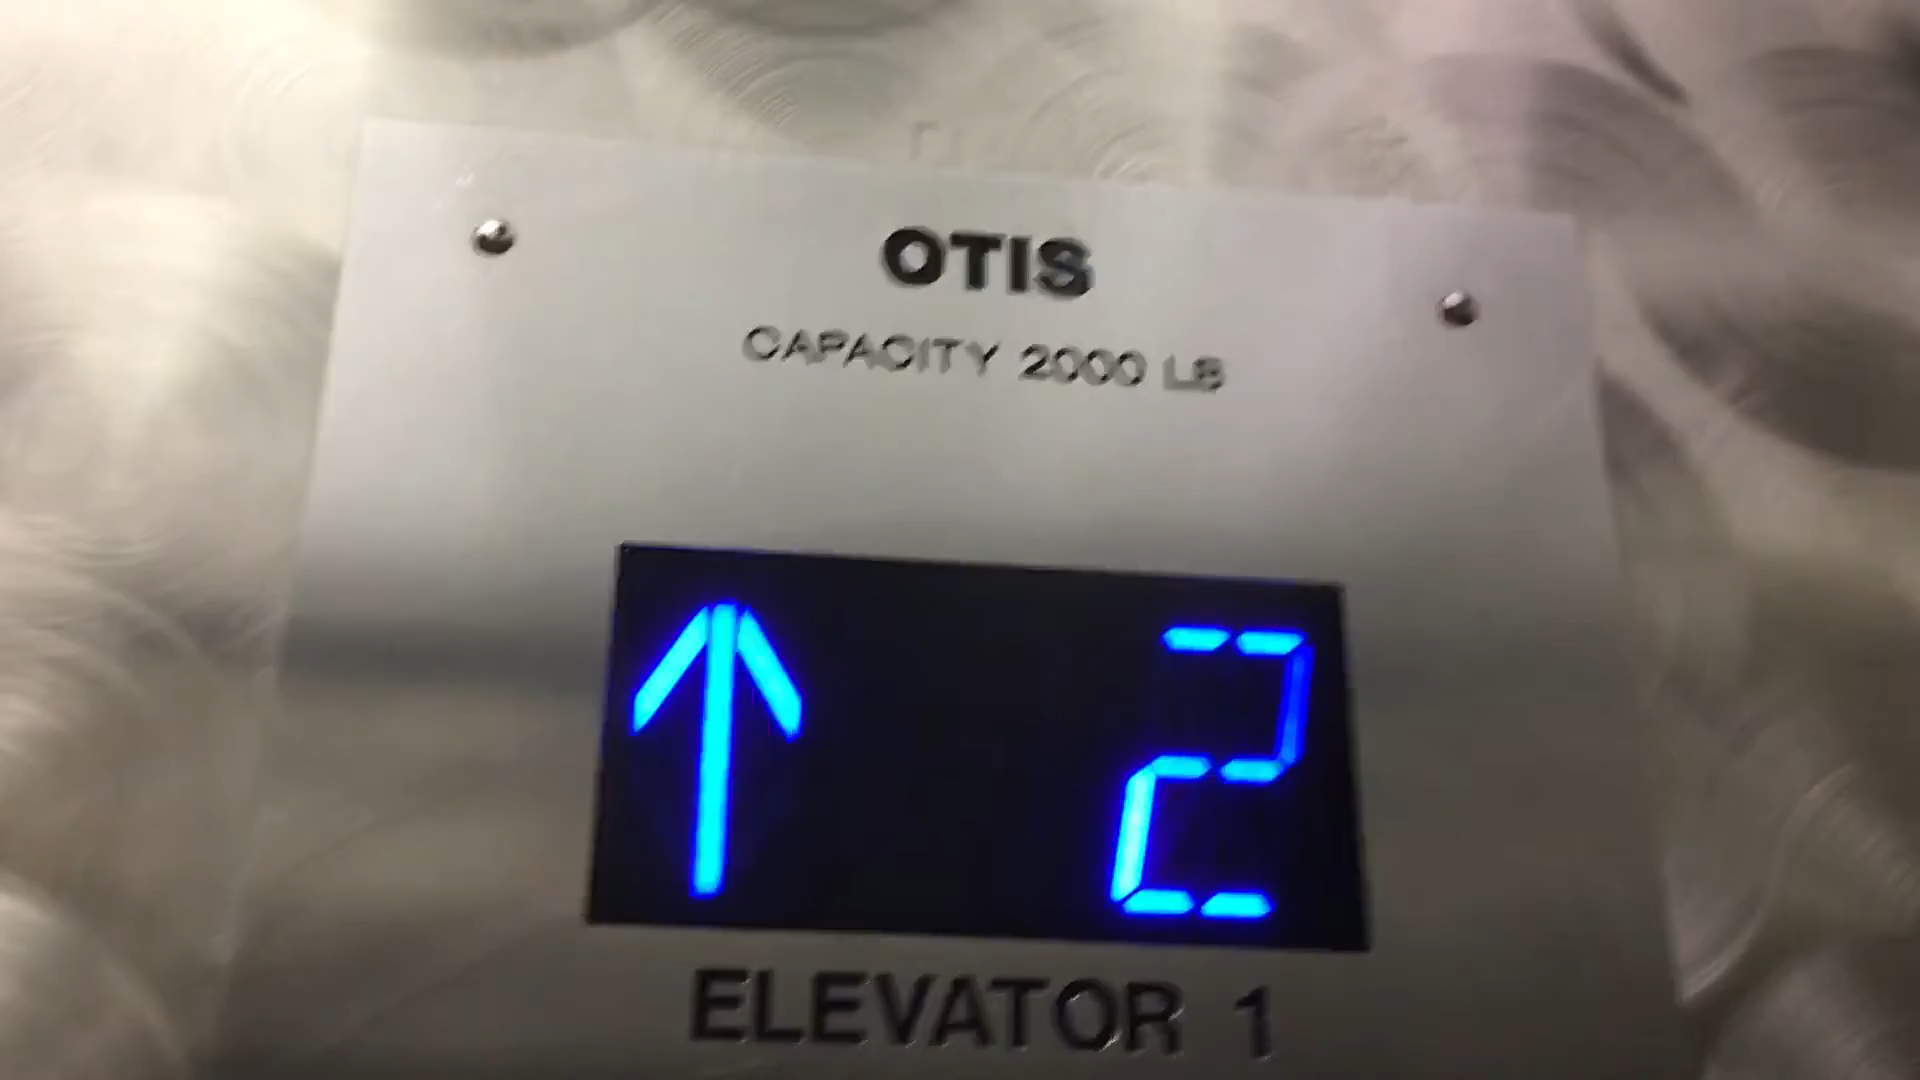 OTIS
CAPACITY 2000 LB
↑ 2
ELEVATOR 1